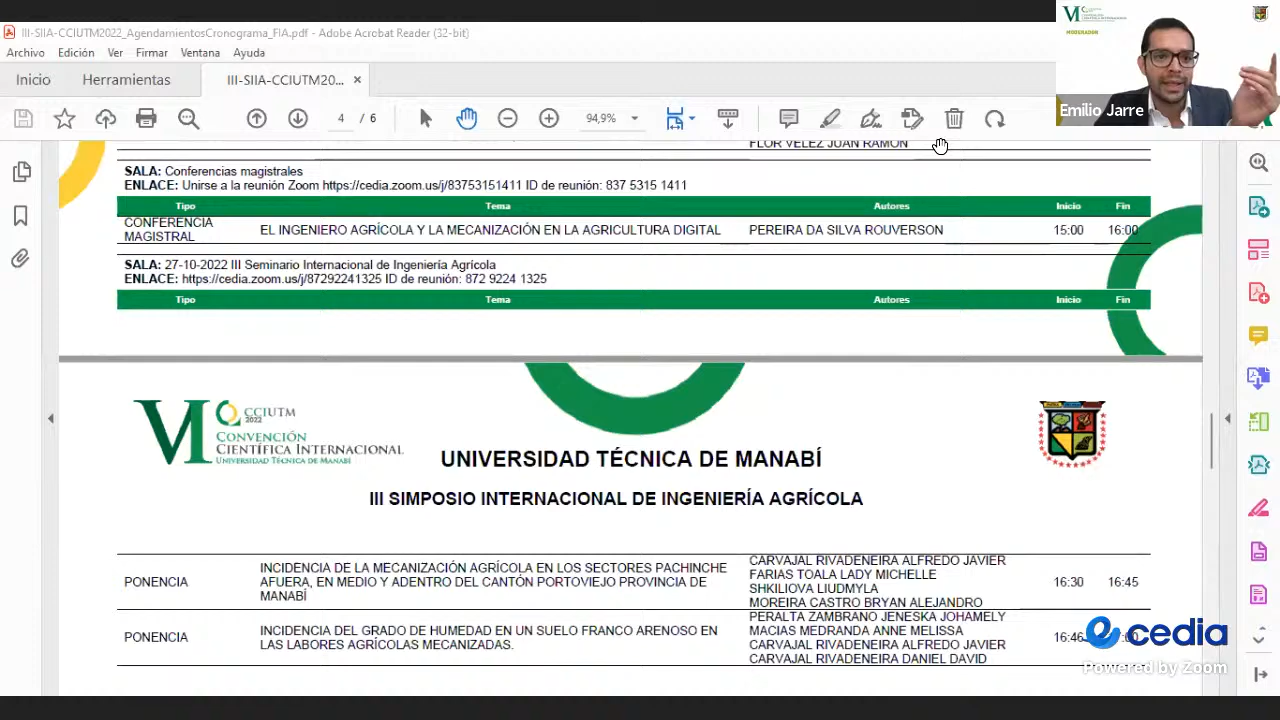 III-SIIA-CCIUTM2022_AgendamientosCronograma_FIA.pdf - Adobe Acrobat Reader (32-bit)
Archivo Edición Ver Firmar Ventana Ayuda
Inicio Herramientas III-SIIA-CCIUTM20... ×
4 / 6 94,9%
VI
MODERADOR
Emilio Jarre
FLOR VELEZ JUAN RAMON
SALA: Conferencias magistrales
ENLACE: Unirse a la reunión Zoom https://cedia.zoom.us/j/83753151411 ID de reunión: 837 5315 1411
Tipo Tema Autores Inicio Fin
CONFERENCIA
MAGISTRAL
EL INGENIERO AGRÍCOLA Y LA MECANIZACIÓN EN LA AGRICULTURA DIGITAL PEREIRA DA SILVA ROUVERSON 15:00 16:00
SALA: 27-10-2022 III Seminario Internacional de Ingeniería Agrícola
ENLACE: https://cedia.zoom.us/j/87292241325 ID de reunión: 872 9224 1325
Tipo Tema Autores Inicio Fin
VI CCIUTM
2022
CONVENCIÓN
CIENTÍFICA INTERNACIONAL
UNIVERSIDAD TÉCNICA DE MANABÍ
UNIVERSIDAD TÉCNICA DE MANABÍ
III SIMPOSIO INTERNACIONAL DE INGENIERÍA AGRÍCOLA
PONENCIA
INCIDENCIA DE LA MECANIZACIÓN AGRÍCOLA EN LOS SECTORES PACHINCHE
AFUERA, EN MEDIO Y ADENTRO DEL CANTÓN PORTOVIEJO PROVINCIA DE
MANABÍ
CARVAJAL RIVADENEIRA ALFREDO JAVIER
FARIAS TOALA LADY MICHELLE
SHKILIOVA LIUDMYLA
MOREIRA CASTRO BRYAN ALEJANDRO
16:30 16:45
PONENCIA
INCIDENCIA DEL GRADO DE HUMEDAD EN UN SUELO FRANCO ARENOSO EN
LAS LABORES AGRÍCOLAS MECANIZADAS.
PERALTA ZAMBRANO JENESKA JOHAMELY
MACIAS MEDRANDA ANNE MELISSA
CARVAJAL RIVADENEIRA ALFREDO JAVIER
CARVAJAL RIVADENEIRA DANIEL DAVID
16:46
cedia
Powered by Zoom